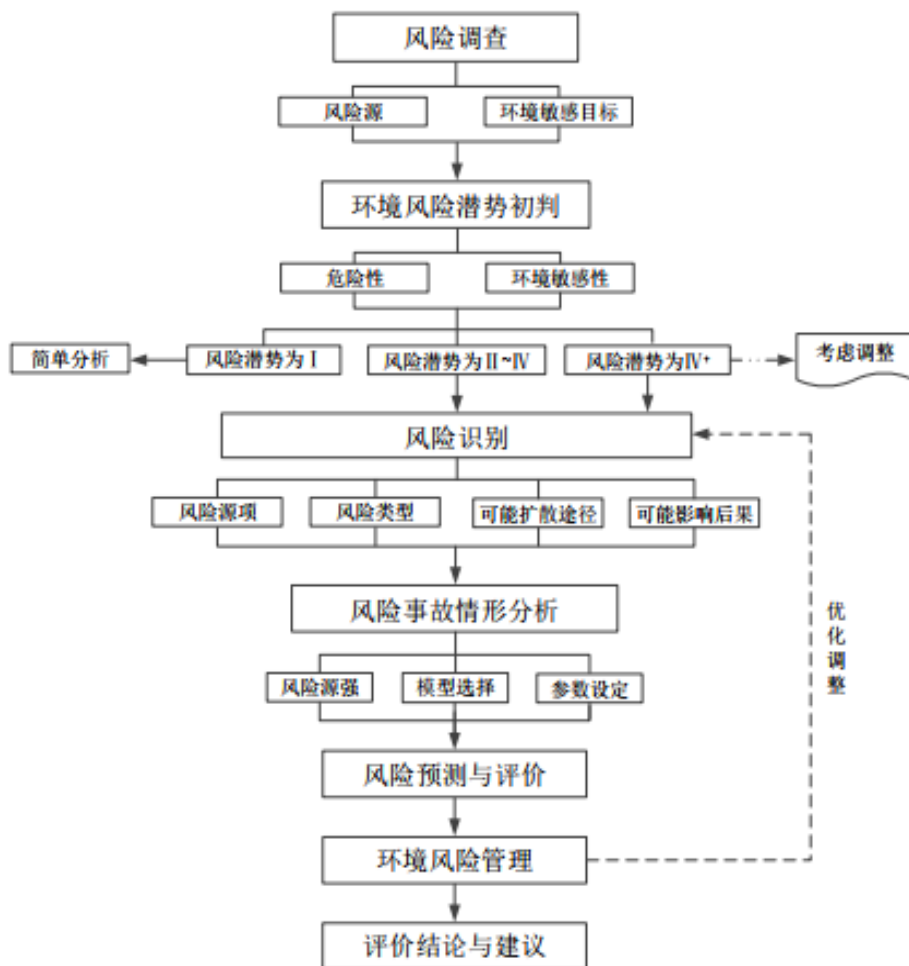 风险调查
风险源
环境敏感目标
环境风险潜势初判
危险性
环境敏感性
简单分析
风险潜势为Ⅰ
风险潜势为Ⅱ~Ⅳ
风险潜势为Ⅳ+
考虑调整
风险识别
风险源项
风险类型
可能扩散途径
可能影响后果
风险事故情形分析
优化调整
风险源强
模型选择
参数设定
风险预测与评价
环境风险管理
评价结论与建议